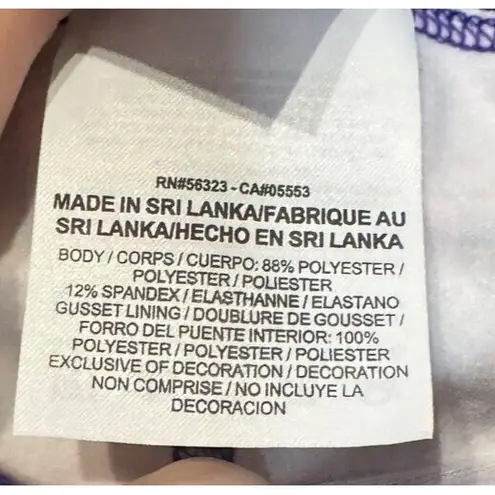 RN#56323 - CA#05553
MADE IN SRI LANKA/FABRIQUE AU
SRI LANKA/HECHO EN SRI LANKA
BODY / CORPS / CUERPO: 88% POLYESTER /
POLYESTER / POLIESTER
12% SPANDEX / ELASTHANNE / ELASTANO
GUSSET LINING / DOUBLURE DE GOUSSET /
FORRO DEL PUENTE INTERIOR: 100%
POLYESTER / POLYESTER / POLIESTER
EXCLUSIVE OF DECORATION / DECORATION
NON COMPRISE / NO INCLUYE LA
DECORACION